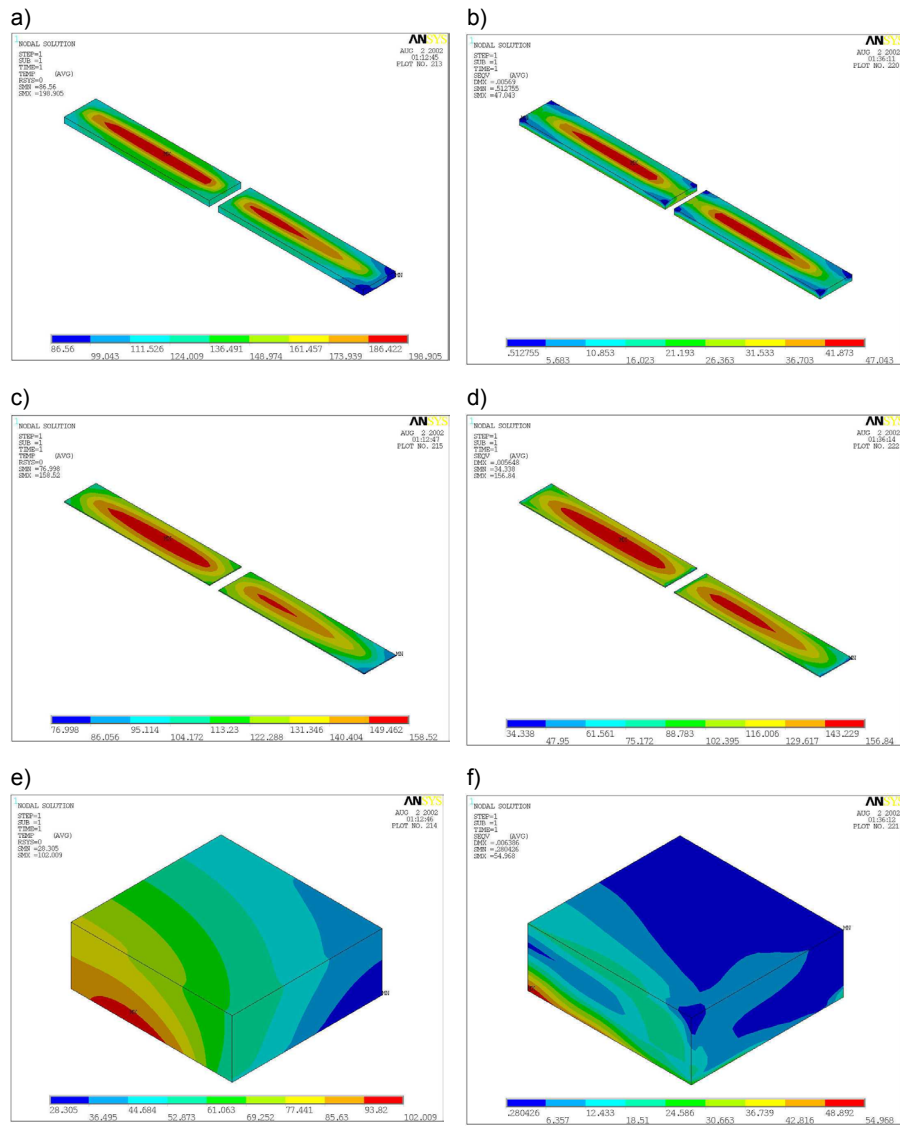 a)
1
NODAL SOLUTION
STEP=1
SUB =1
TIME=1
TEMP (AVG)
RSYS=0
SMN =86.56
SMX =198.905
ANSYS
AUG 2 2002
01:12:45
PLOT NO. 213
MX
MN
86.56 111.526 136.491 161.457 186.422
99.043 124.009 148.974 173.939 198.905
b)
1
NODAL SOLUTION
STEP=1
SUB =1
TIME=1
SEQV (AVG)
DMX =.00569
SMN =.512755
SMX =47.043
ANSYS
AUG 2 2002
01:36:11
PLOT NO. 220
MN
MX
.512755 10.853 21.193 31.533 41.873
5.683 16.023 26.363 36.703 47.043
c)
1
NODAL SOLUTION
STEP=1
SUB =1
TIME=1
TEMP (AVG)
RSYS=0
SMN =76.998
SMX =158.52
ANSYS
AUG 2 2002
01:12:47
PLOT NO. 215
MX
MN
76.998 95.114 113.23 131.346 149.462
86.056 104.172 122.288 140.404 158.52
d)
1
NODAL SOLUTION
STEP=1
SUB =1
TIME=1
SEQV (AVG)
DMX =.005648
SMN =34.338
SMX =156.84
ANSYS
AUG 2 2002
01:36:14
PLOT NO. 222
MX
MN
34.338 61.561 88.783 116.006 143.229
47.95 75.172 102.395 129.617 156.84
e)
1
NODAL SOLUTION
STEP=1
SUB =1
TIME=1
TEMP (AVG)
RSYS=0
SMN =28.305
SMX =102.009
ANSYS
AUG 2 2002
01:12:46
PLOT NO. 214
MN
MX
28.305 44.684 61.063 77.441 93.82
36.495 52.873 69.252 85.63 102.009
f)
1
NODAL SOLUTION
STEP=1
SUB =1
TIME=1
SEQV (AVG)
DMX =.006386
SMN =.280426
SMX =54.968
ANSYS
AUG 2 2002
01:36:12
PLOT NO. 221
MN
MX
.280426 12.433 24.586 36.739 48.892
6.357 18.51 30.663 42.816 54.968